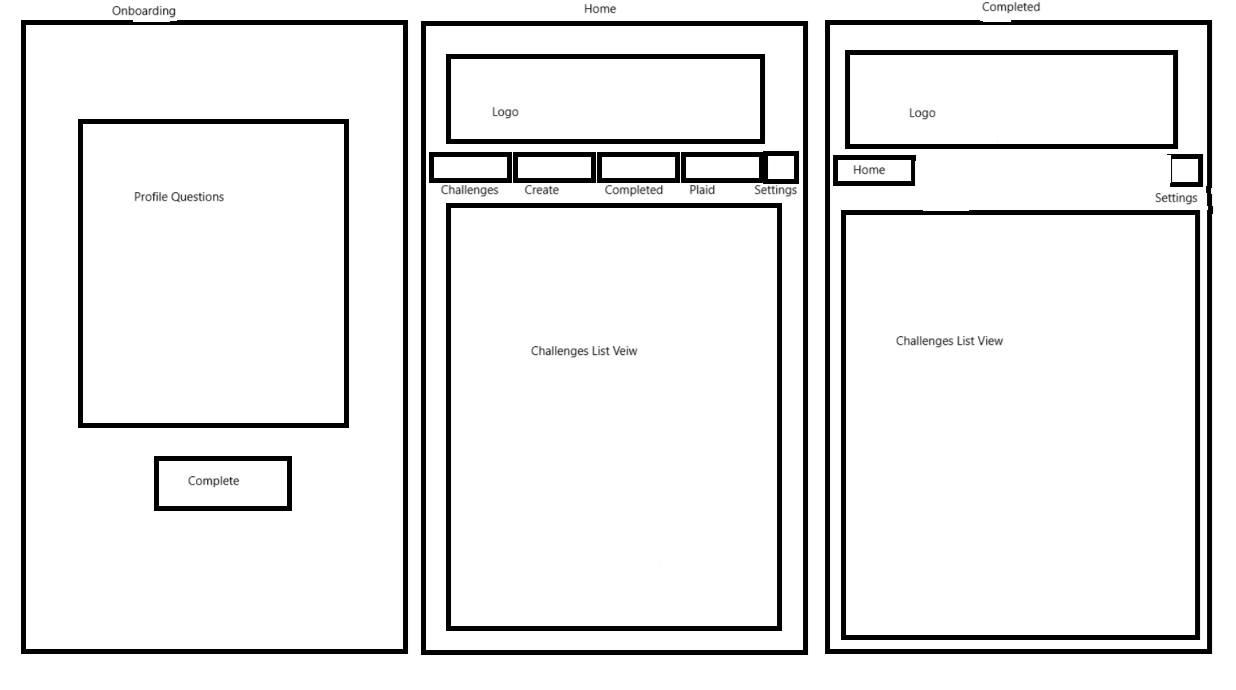 Onboarding
Profile Questions
Complete
Home
Logo
Challenges Create Completed Plaid Settings
Challenges List Veiw
Completed
Logo
Home
Settings
Challenges List View